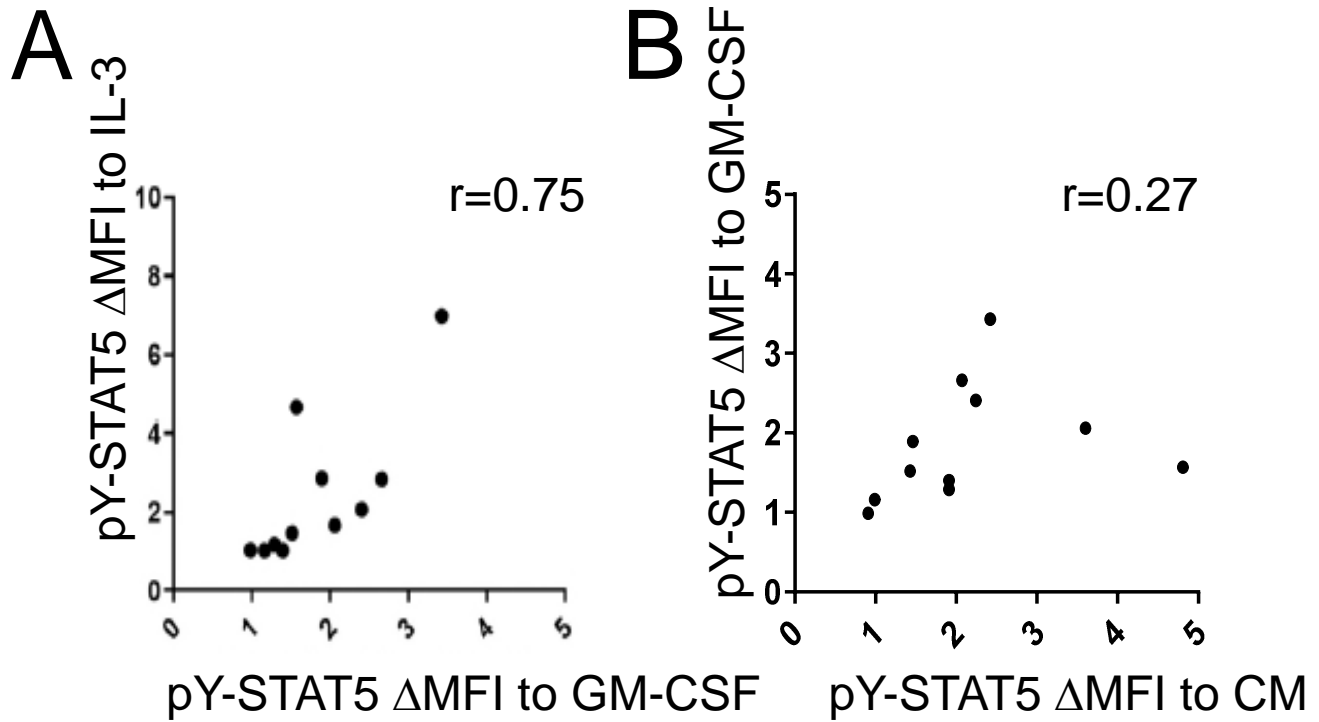 A
pY-STAT5 ΔMFI to IL-3
r=0.75
10
8
6
4
2
0
0 1 2 3 4 5
pY-STAT5 ΔMFI to GM-CSF
B
pY-STAT5 ΔMFI to GM-CSF
r=0.27
5
4
3
2
1
0
0 1 2 3 4 5
pY-STAT5 ΔMFI to CM